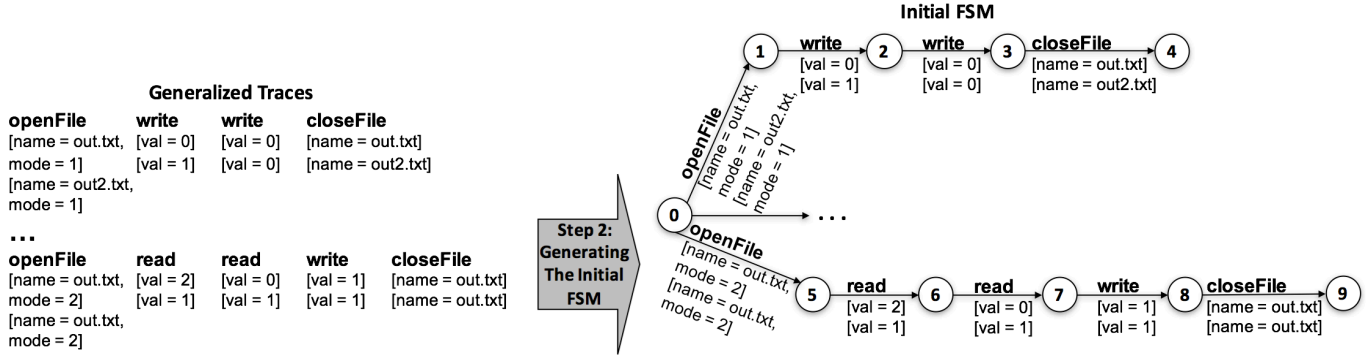 Generalized Traces
openFile write write closeFile
[name = out.txt, [val = 0] [val = 0] [name = out.txt]
mode = 1] [val = 1] [val = 0] [name = out2.txt]
[name = out2.txt,
mode = 1]
...
openFile read read write closeFile
[name = out.txt, [val = 2] [val = 0] [val = 1] [name = out.txt]
mode = 2] [val = 1] [val = 1] [val = 1] [name = out.txt]
[name = out.txt,
mode = 2]
Step 2:
Generating
The Initial
FSM
Initial FSM
1 write 2 write 3 closeFile 4
[val = 0] [val = 0] [name = out.txt]
[val = 1] [val = 0] [name = out2.txt]
openFile
[name = out.txt,
mode = 1]
[name = out2.txt,
mode = 1]
0 ...
openFile
[name = out.txt,
mode = 2]
[name = out.txt,
mode = 2]
5 read 6 read 7 write 8 closeFile 9
[val = 2] [val = 0] [val = 1] [name = out.txt]
[val = 1] [val = 1] [val = 1] [name = out.txt]